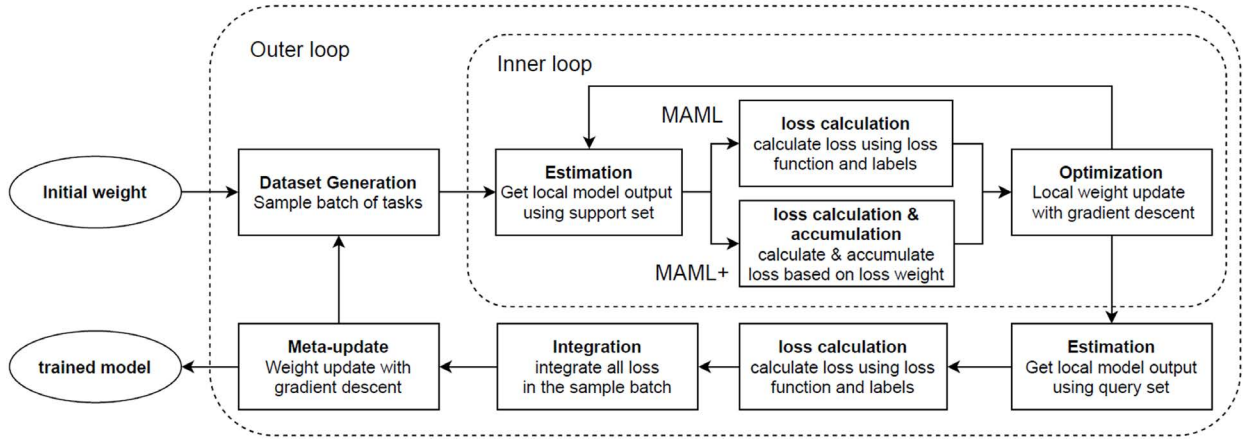 Outer loop
Inner loop
MAML
loss calculation
calculate loss using loss
function and labels
Initial weight
Dataset Generation
Sample batch of tasks
Estimation
Get local model output
using support set
Optimization
Local weight update
with gradient descent
loss calculation &
accumulation
calculate & accumulate
loss based on loss weight
MAML+
trained model
Meta-update
Weight update with
gradient descent
Integration
integrate all loss
in the sample batch
loss calculation
calculate loss using loss
function and labels
Estimation
Get local model output
using query set